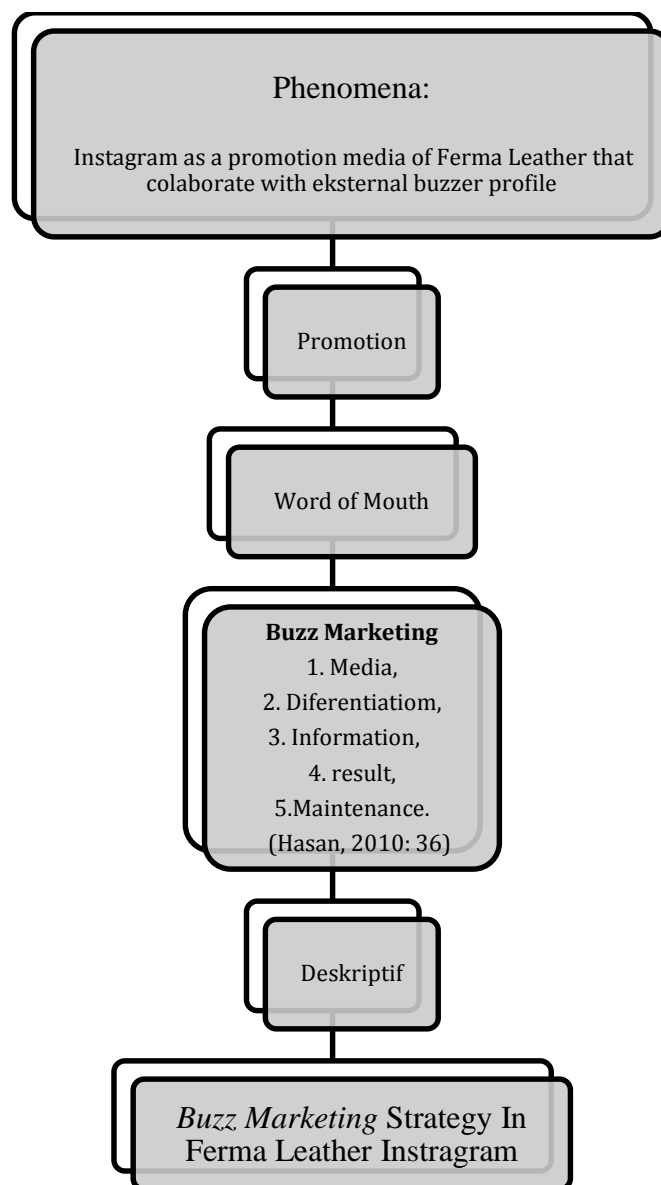 Phenomena:
Instagram as a promotion media of Ferma Leather that
colaborate with eksternal buzzer profile
Promotion
Word of Mouth
Buzz Marketing
1. Media,
2. Diferentiatiom,
3. Information,
4. result,
5.Maintenance.
(Hasan, 2010: 36)
Deskriptif
Buzz Marketing Strategy In
Ferma Leather Instragram